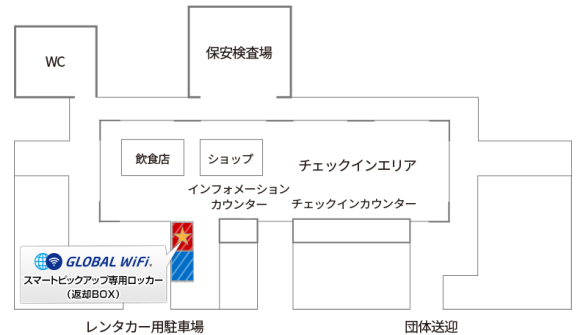 WC
保安検査場
飲食店
ショップ
チェックインエリア
インフォメーション
カウンター
チェックインカウンター
GLOBAL WiFi®
スマートピックアップ専用ロッカー
（返却BOX）
レンタカー用駐車場
団体送迎